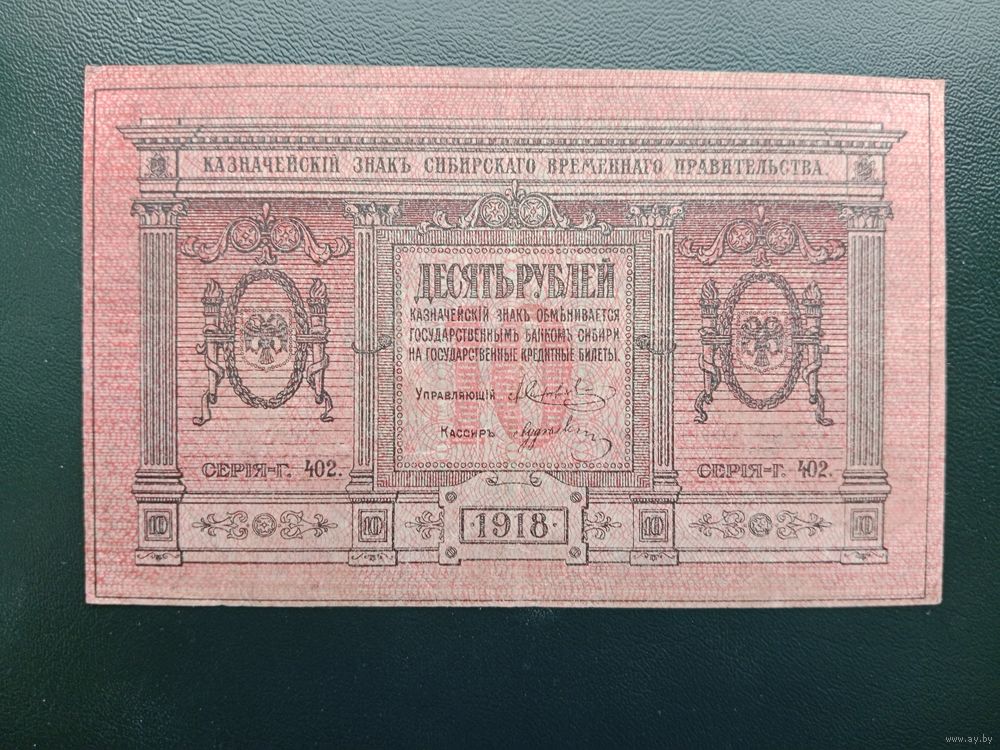 КАЗНАЧЕЙСКІЙ ЗНАКЪ СИБИРСКАГО ВРЕМЕННАГО ПРАВИТЕЛЬСТВА.
ДЕСЯТЬ РУБЛЕЙ
КАЗНАЧЕЙСКІЙ ЗНАКЪ ОБМѢНИВАЕТСЯ
ГОСУДАРСТВЕННЫМЪ БАНКОМЪ СИБИРИ
НА ГОСУДАРСТВЕННЫЕ КРЕДИТНЫЕ БИЛЕТЫ.
10
УПРАВЛЯЮЩІЙ
КАССИРЪ
СЕРІЯ-Г. 402.
СЕРІЯ-Г. 402.
10
10
·1918·
10
10
www.ay.by